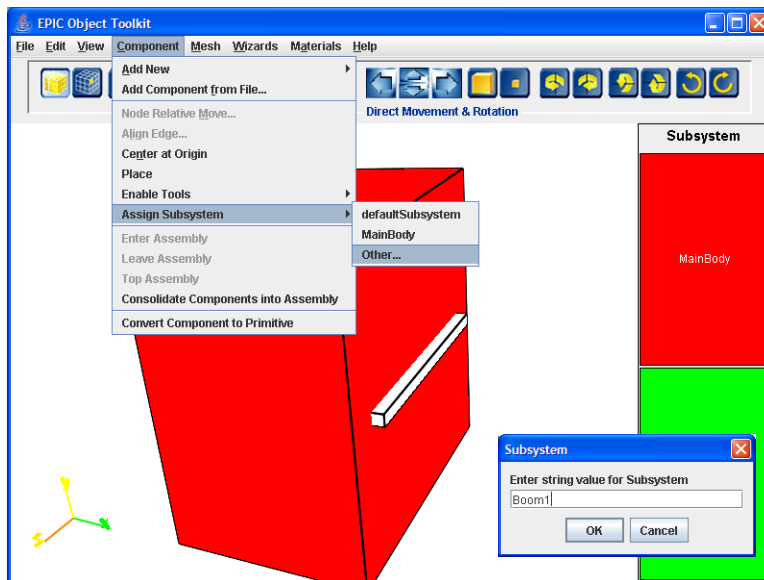 EPIC Object Toolkit
File Edit View Component Mesh Wizards Materials Help
Add New
Add Component from File...
Node Relative Move...
Align Edge...
Center at Origin
Place
Enable Tools
Assign Subsystem
Enter Assembly
Leave Assembly
Top Assembly
Consolidate Components into Assembly
Convert Component to Primitive
defaultSubsystem
MainBody
Other...
Direct Movement & Rotation
Subsystem
MainBody
Subsystem
Enter string value for Subsystem
Boom1
OK Cancel